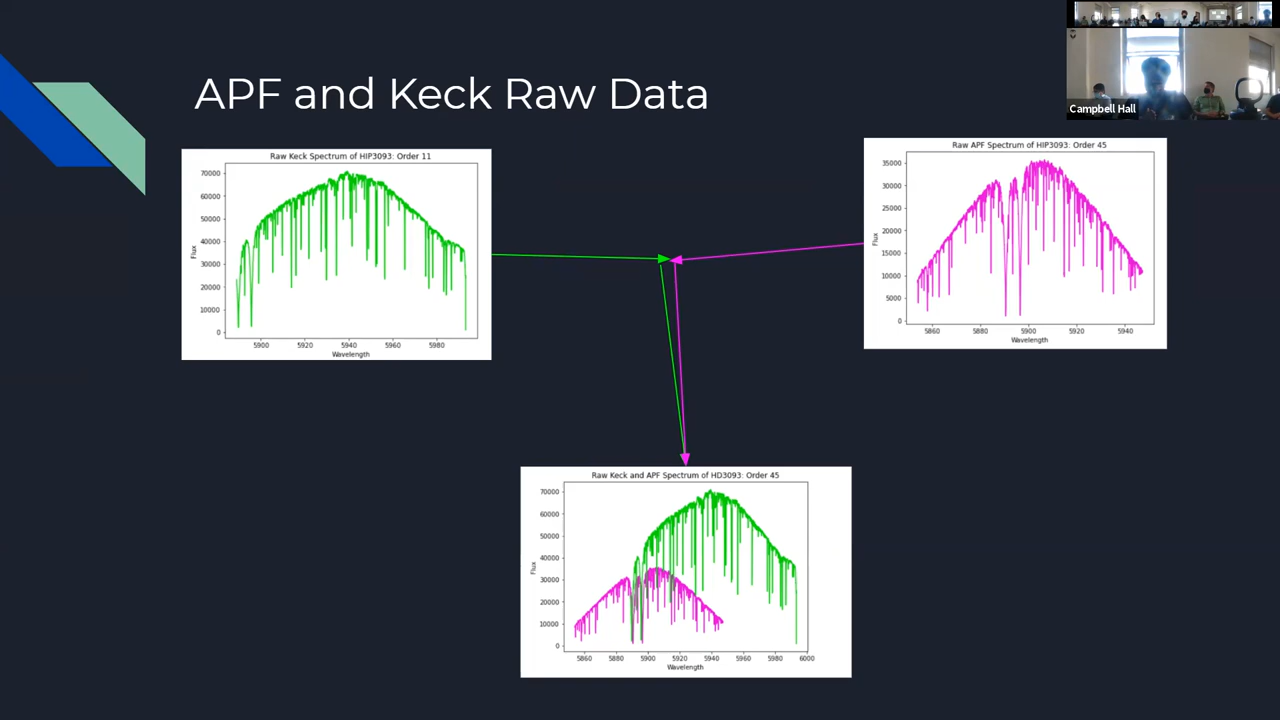 APF and Keck Raw Data
Campbell Hall
Raw Keck Spectrum of HIP3093: Order 11
70000
60000
50000
40000
30000
20000
10000
0
Flux
5900 5920 5940 5960 5980
Wavelength
Raw APF Spectrum of HIP3093: Order 45
35000
30000
25000
20000
15000
10000
5000
0
Flux
5860 5880 5900 5920 5940
Wavelength
Raw Keck and APF Spectrum of HD3093: Order 45
70000
60000
50000
40000
30000
20000
10000
0
Flux
5860 5880 5900 5920 5940 5960 5980 6000
Wavelength